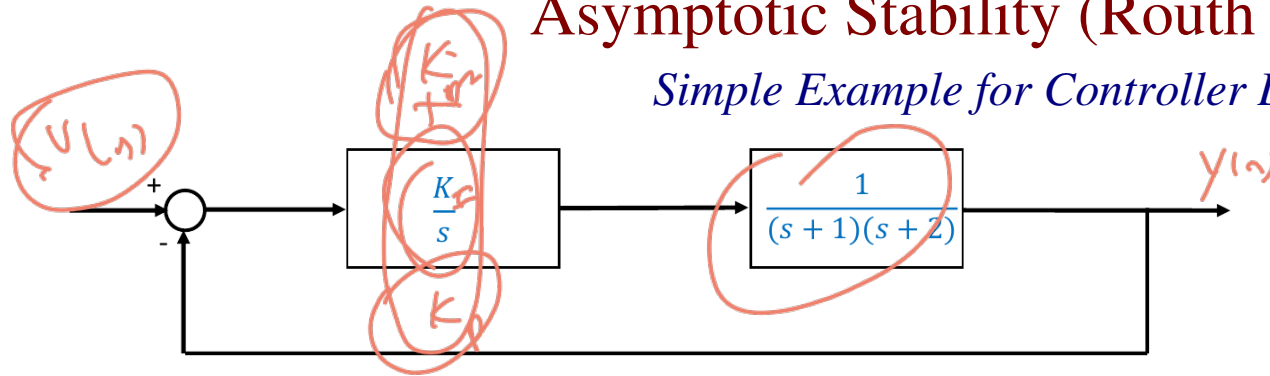 Asymptotic Stability (Routh
Simple Example for Controller
U(s)
+
-
K
s
K
1
(s + 1)(s + 2)
K